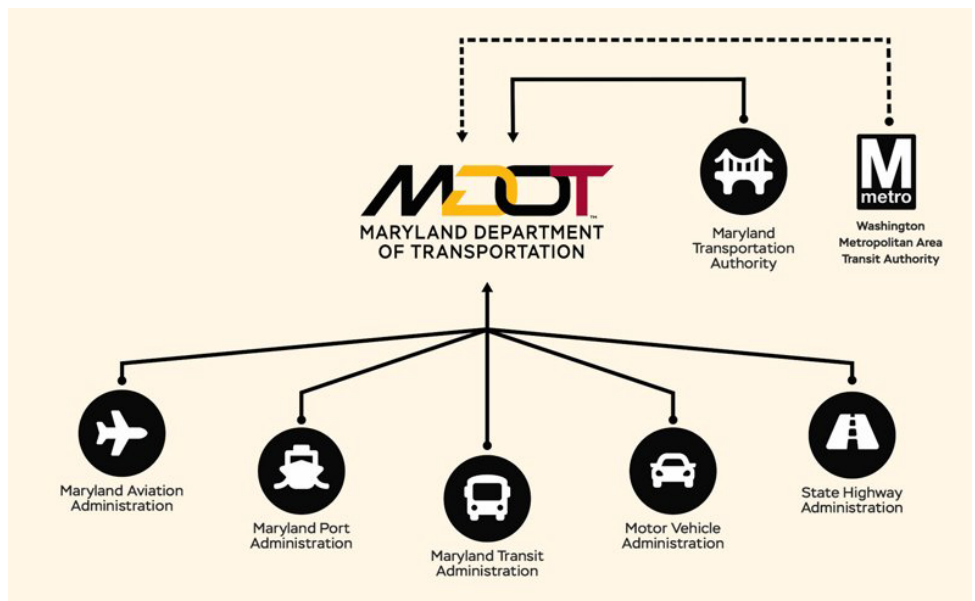 MDOT™
MARYLAND DEPARTMENT
OF TRANSPORTATION
Maryland
Transportation
Authority
M
metro
Washington
Metropolitan Area
Transit Authority
Maryland Aviation
Administration
Maryland Port
Administration
Maryland Transit
Administration
Motor Vehicle
Administration
State Highway
Administration